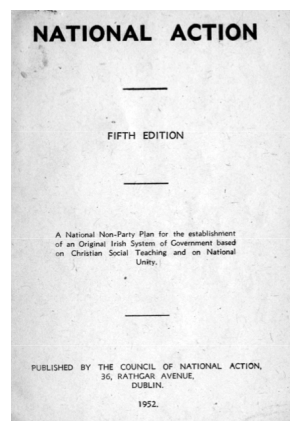 NATIONAL ACTION
FIFTH EDITION
A National Non-Party Plan for the establishment
of an Original Irish System of Government based
on Christian Social Teaching and on National
Unity.
PUBLISHED BY THE COUNCIL OF NATIONAL ACTION,
36, RATHGAR AVENUE,
DUBLIN.
1952.